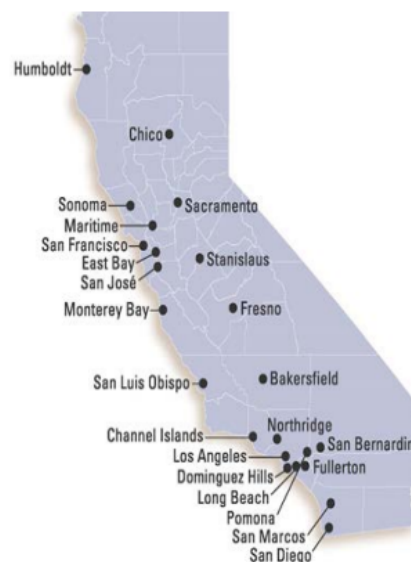 Humboldt
Chico
Sonoma
Sacramento
Maritime
San Francisco
East Bay
Stanislaus
San José
Monterey Bay
Fresno
San Luis Obispo
Bakersfield
Channel Islands
Northridge
San Bernardin
Los Angeles
Dominguez Hills
Fullerton
Long Beach
Pomona
San Marcos
San Diego